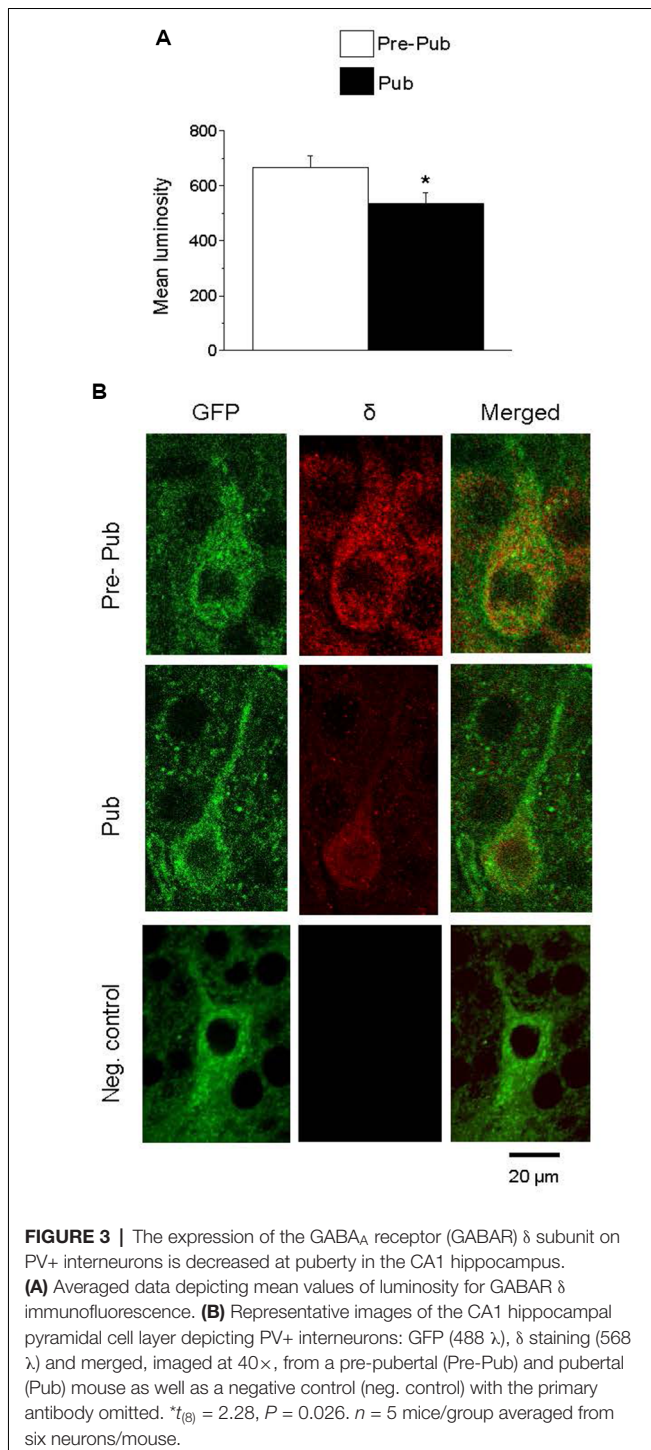 A
Pre-Pub
Pub
800
600
400
200
0
Mean luminosity
*
B
GFP δ Merged
Pre- Pub
Pub
Neg. control
20 µm
FIGURE 3 | The expression of the GABAA receptor (GABAR) δ subunit on
PV+ interneurons is decreased at puberty in the CA1 hippocampus.
(A) Averaged data depicting mean values of luminosity for GABAR δ
immunofluorescence. (B) Representative images of the CA1 hippocampal
pyramidal cell layer depicting PV+ interneurons: GFP (488 λ), δ staining (568
λ) and merged, imaged at 40×, from a pre-pubertal (Pre-Pub) and pubertal
(Pub) mouse as well as a negative control (neg. control) with the primary
antibody omitted. *t(8) = 2.28, P = 0.026. n = 5 mice/group averaged from
six neurons/mouse.